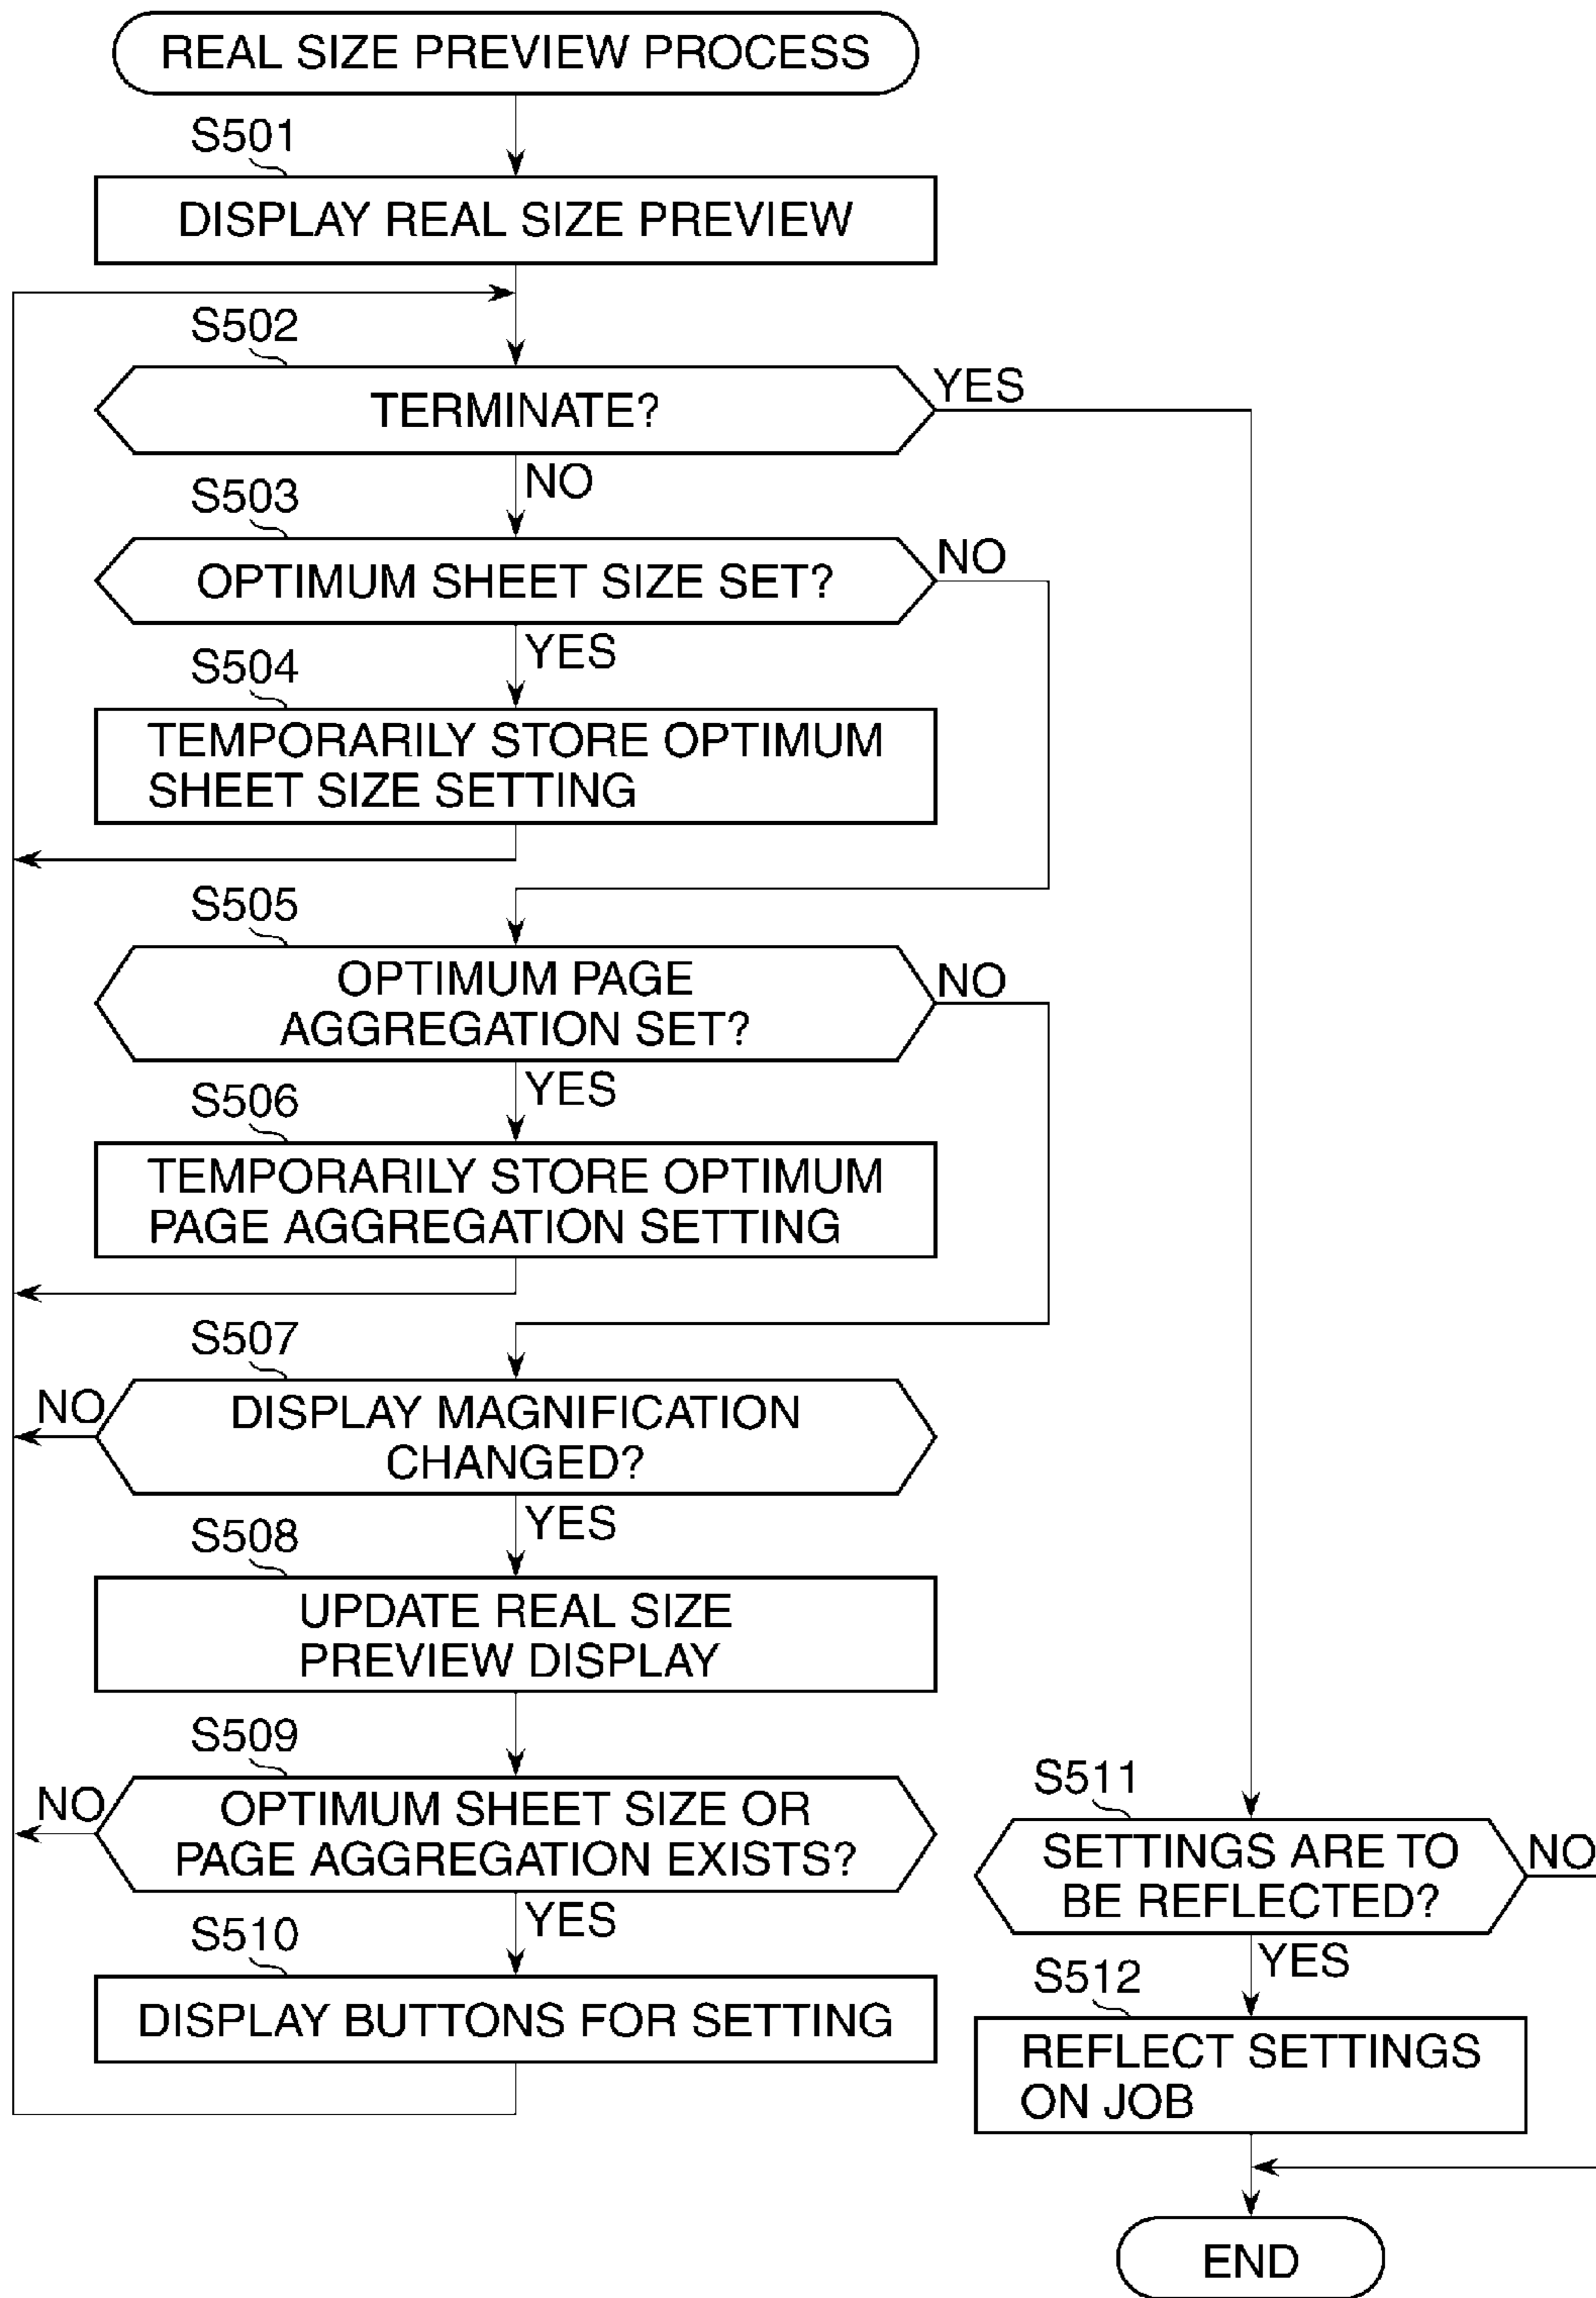 REAL SIZE PREVIEW PROCESS
S501
DISPLAY REAL SIZE PREVIEW
S502
TERMINATE?
YES
NO
S503
OPTIMUM SHEET SIZE SET?
NO
YES
S504
TEMPORARILY STORE OPTIMUM
SHEET SIZE SETTING
S505
OPTIMUM PAGE
AGGREGATION SET?
NO
YES
S506
TEMPORARILY STORE OPTIMUM
PAGE AGGREGATION SETTING
S507
NO
DISPLAY MAGNIFICATION
CHANGED?
YES
S508
UPDATE REAL SIZE
PREVIEW DISPLAY
S509
NO
OPTIMUM SHEET SIZE OR
PAGE AGGREGATION EXISTS?
YES
S510
DISPLAY BUTTONS FOR SETTING
S511
SETTINGS ARE TO
BE REFLECTED?
NO
YES
S512
REFLECT SETTINGS
ON JOB
END